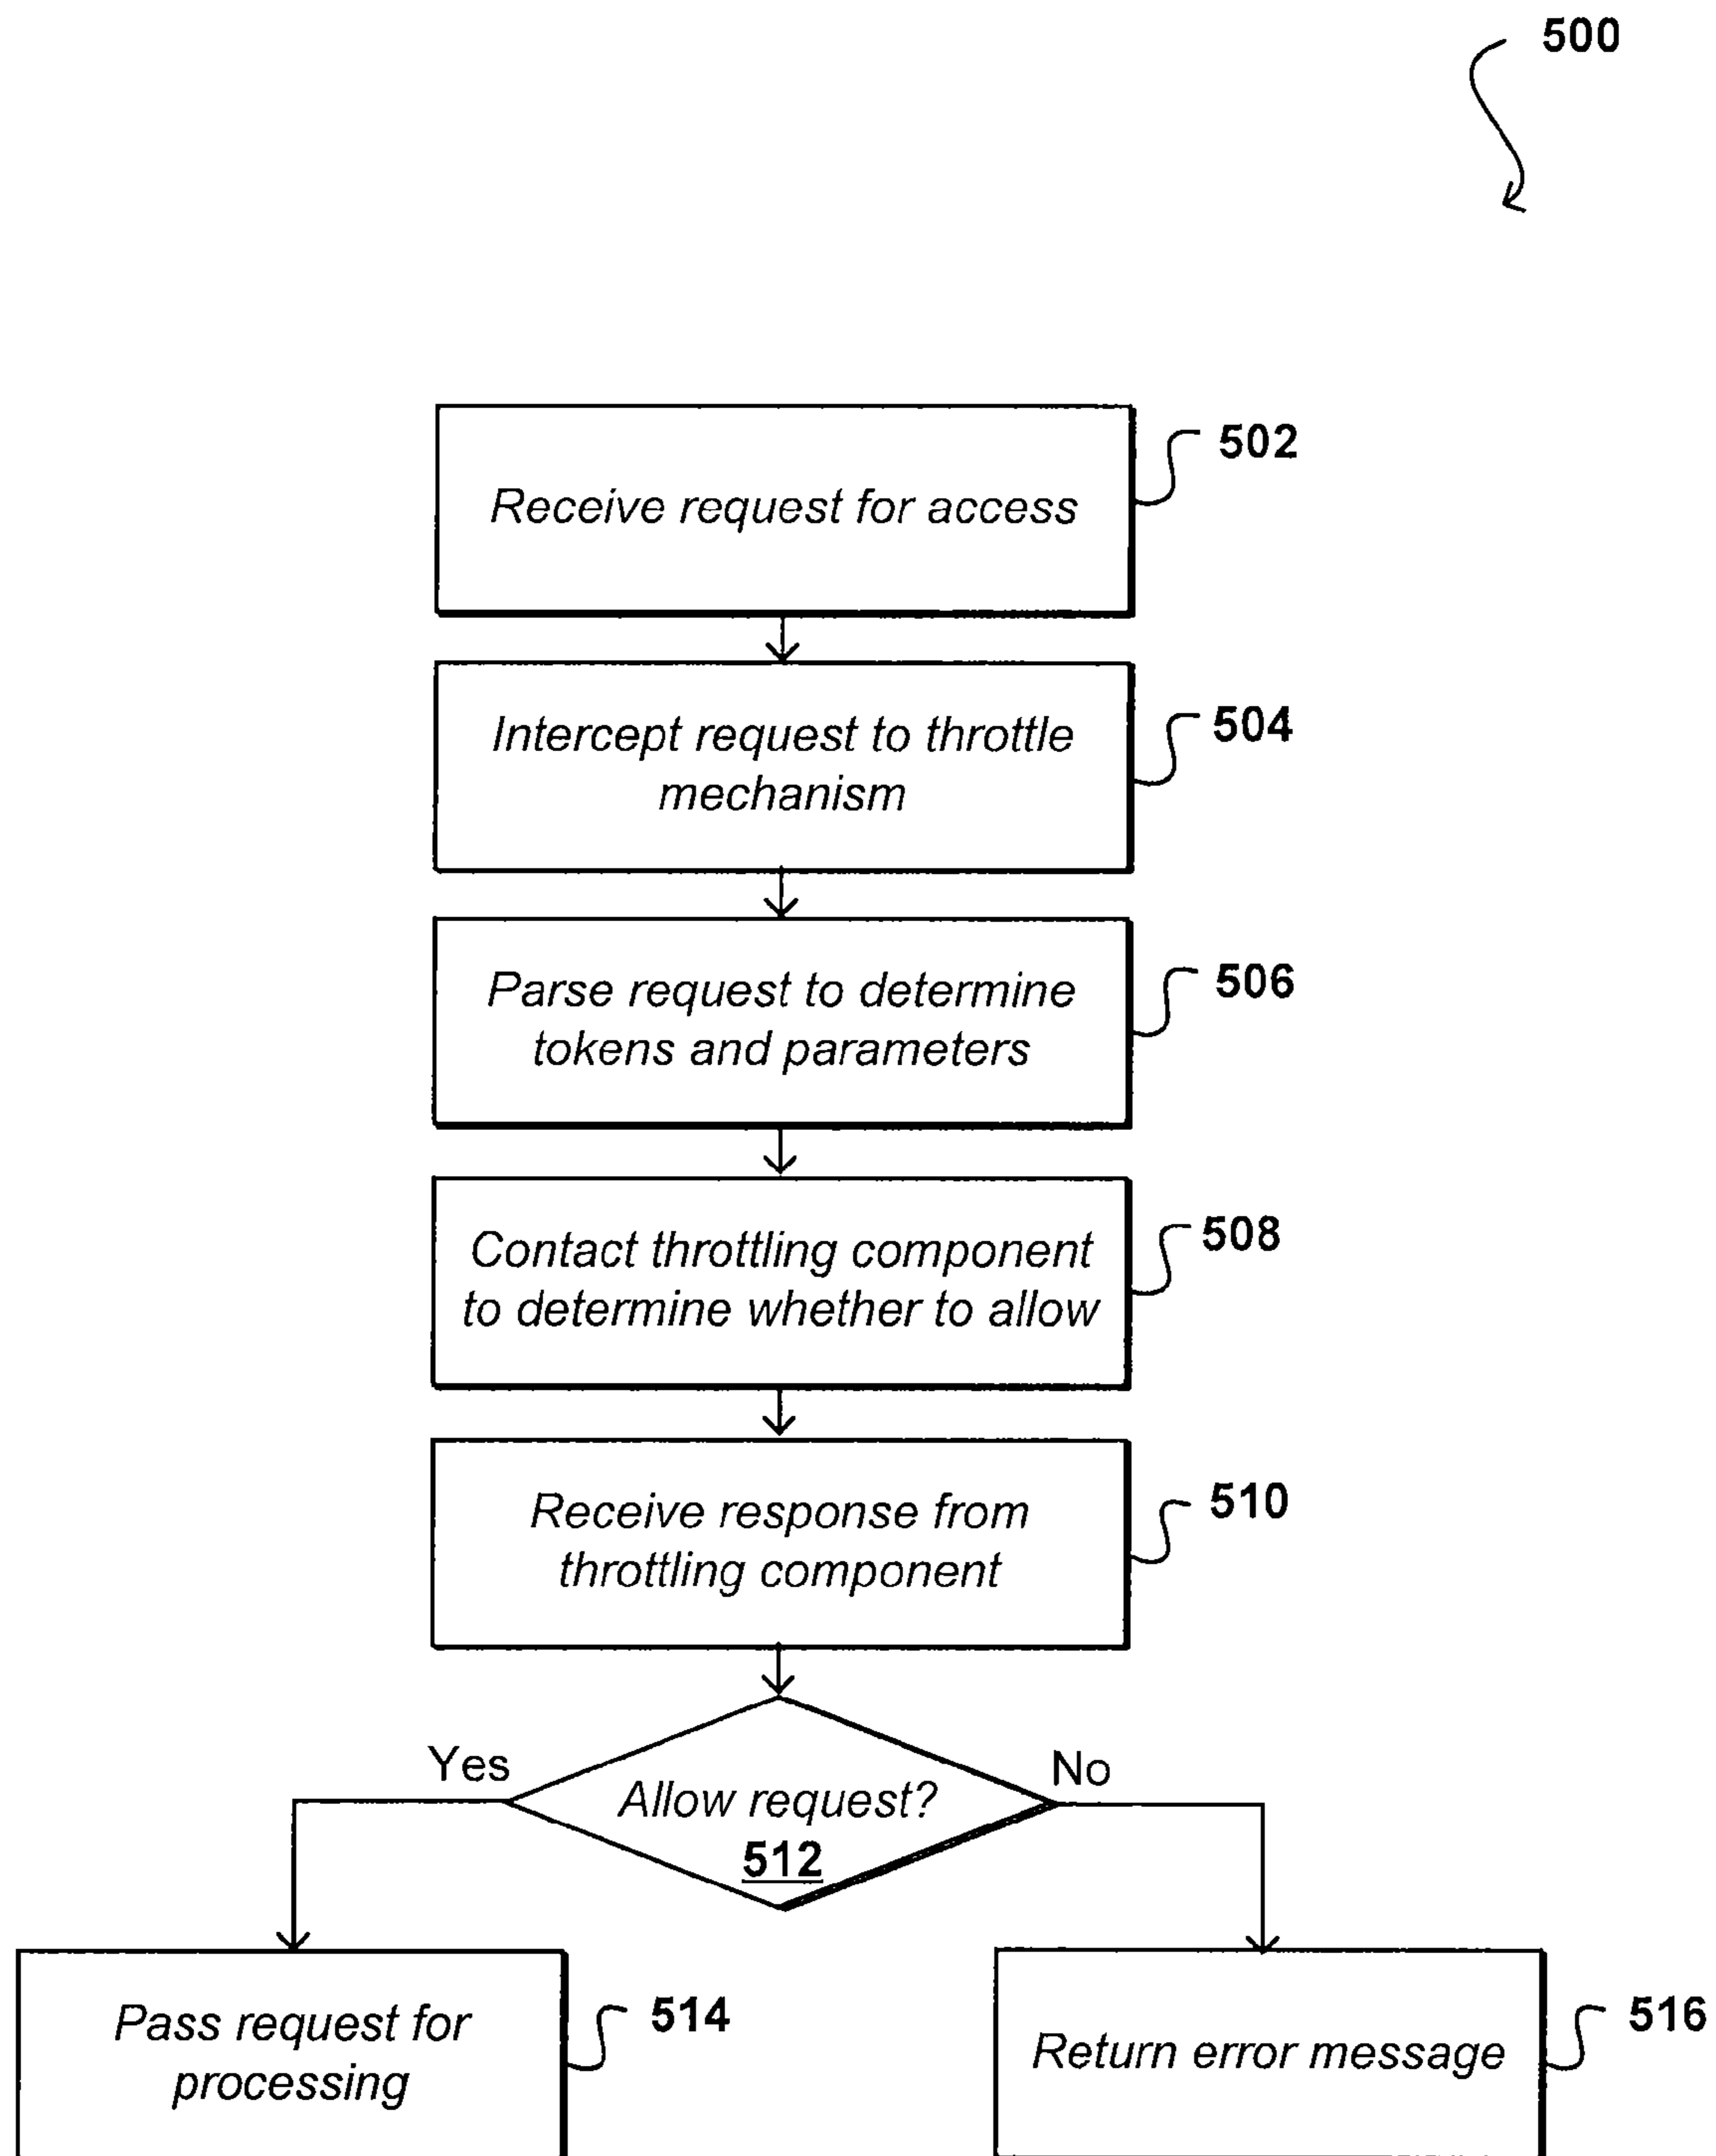 500
Receive request for access
502
Intercept request to throttle
mechanism
504
Parse request to determine
tokens and parameters
506
Contact throttling component
to determine whether to allow
508
Receive response from
throttling component
510
Yes
No
Allow request?
512
Pass request for
processing
514
Return error message
516